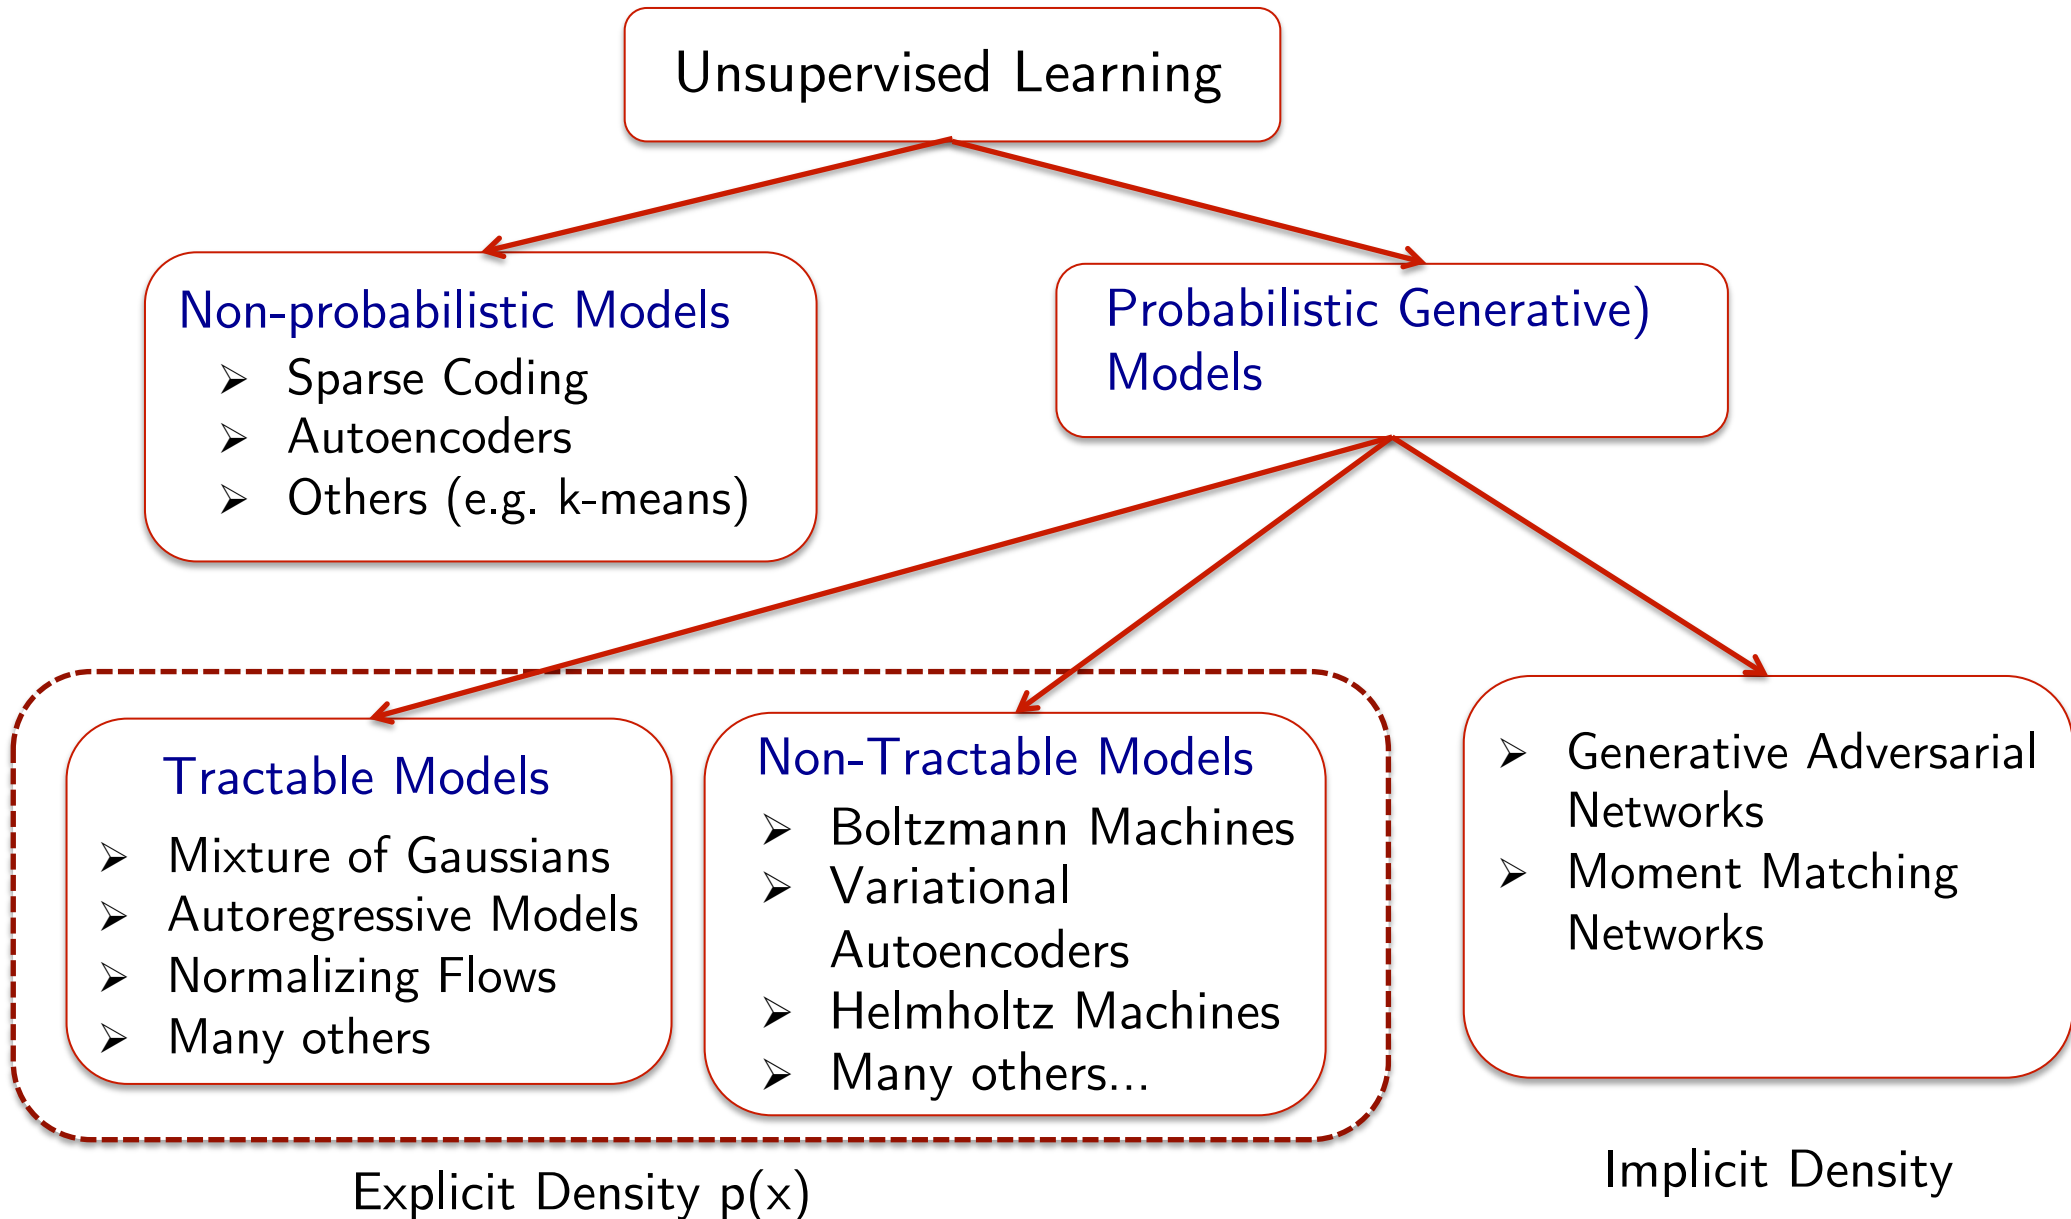 Unsupervised Learning
Non-probabilistic Models
➢ Sparse Coding
➢ Autoencoders
➢ Others (e.g. k-means)
Probabilistic Generative)
Models
Tractable Models
➢ Mixture of Gaussians
➢ Autoregressive Models
➢ Normalizing Flows
➢ Many others
Non-Tractable Models
➢ Boltzmann Machines
➢ Variational
Autoencoders
➢ Helmholtz Machines
➢ Many others...
➢ Generative Adversarial
Networks
➢ Moment Matching
Networks
Explicit Density p(x)
Implicit Density